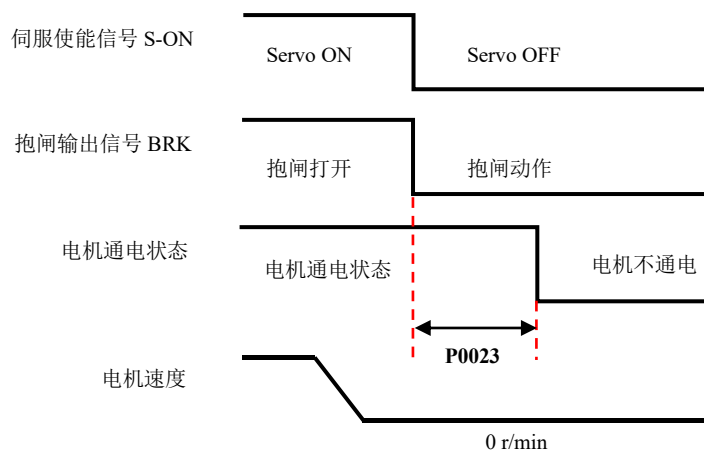 伺服使能信号 S-ON
Servo ON
Servo OFF
抱闸输出信号 BRK
抱闸打开
抱闸动作
电机通电状态
电机通电状态
电机不通电
P0023
电机速度
0 r/min